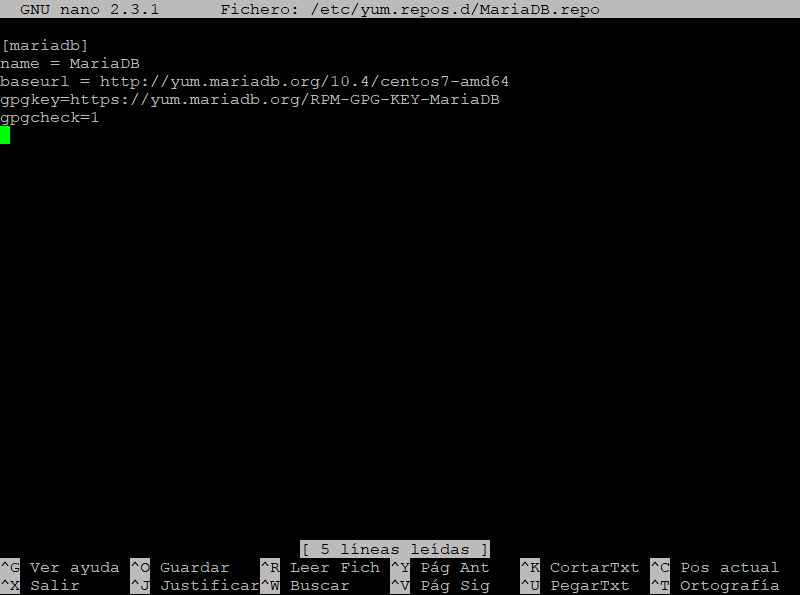 GNU nano 2.3.1 Fichero: /etc/yum.repos.d/MariaDB.repo
[mariadb]
name = MariaDB
baseurl = http://yum.mariadb.org/10.4/centos7-amd64
gpgkey=https://yum.mariadb.org/RPM-GPG-KEY-MariaDB
gpgcheck=1
[ 5 líneas leídas ]
^G Ver ayuda ^O Guardar ^R Leer Fich ^Y Pág Ant ^K CortarTxt ^C Pos actual
^X Salir ^J Justificar ^W Buscar ^V Pág Sig ^U PegarTxt ^T Ortografía